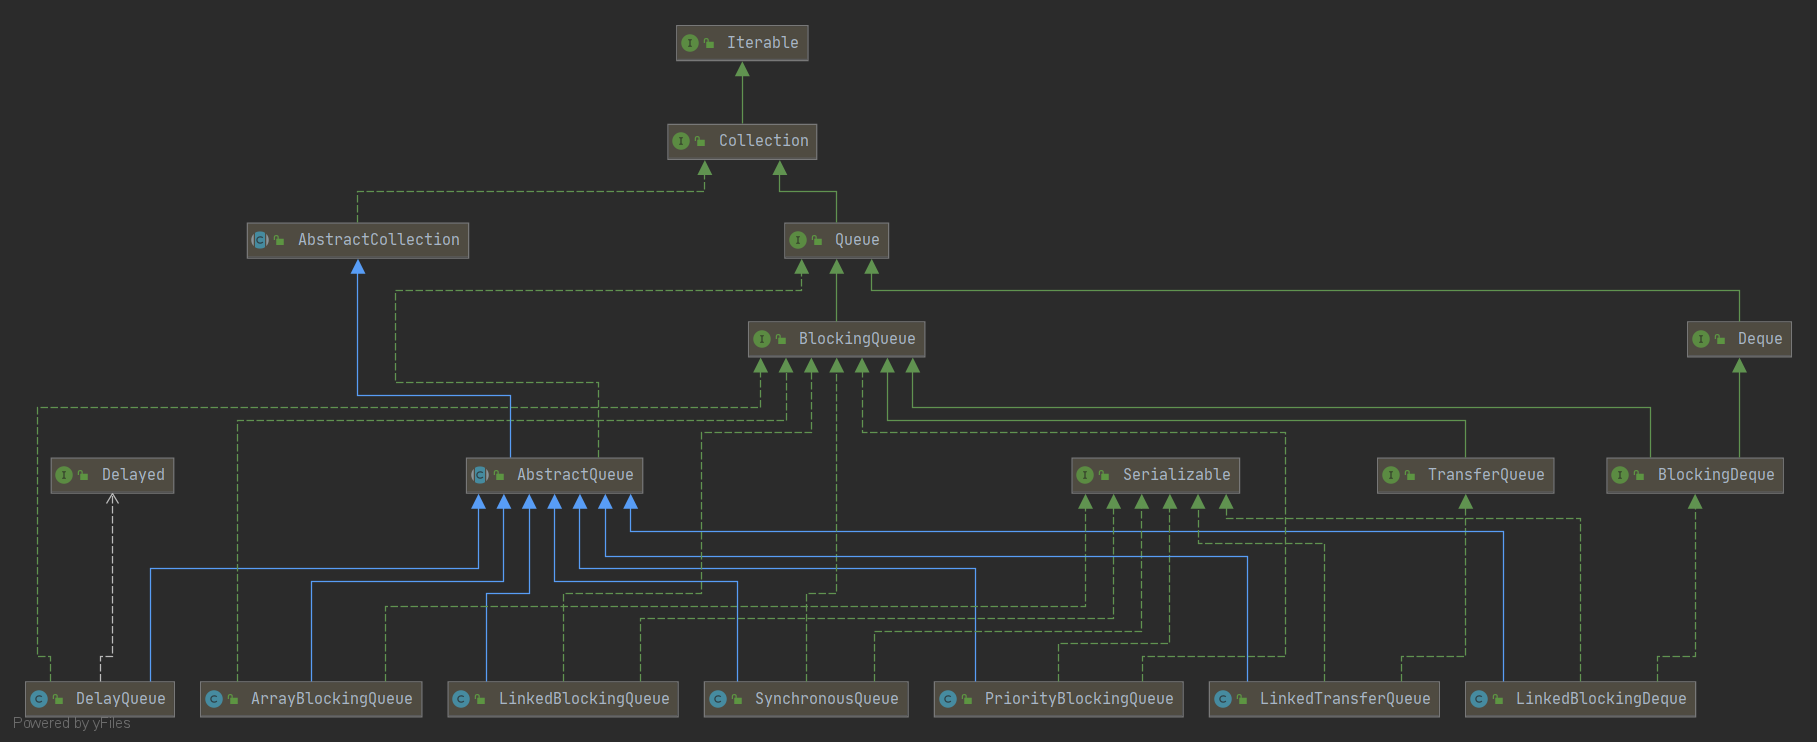 Iterable
Collection
AbstractCollection
Queue
BlockingQueue
Deque
Delayed
AbstractQueue
Serializable
TransferQueue
BlockingDeque
DelayQueue
ArrayBlockingQueue
LinkedBlockingQueue
SynchronousQueue
PriorityBlockingQueue
LinkedTransferQueue
LinkedBlockingDeque
Powered by yFiles